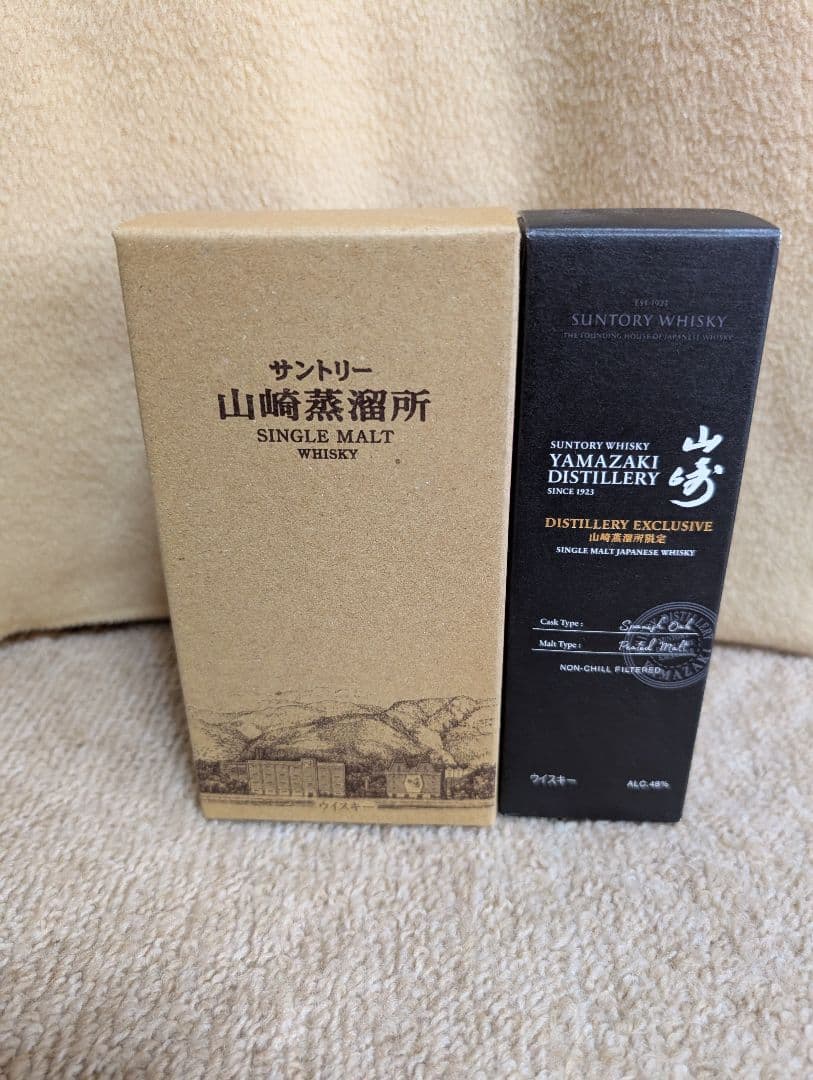 サントリー
山崎蒸溜所
SINGLE MALT
WHISKY
ウイスキー
EST. 1923
SUNTORY WHISKY
THE FOUNDING HOUSE OF JAPANESE WHISKY
SUNTORY WHISKY
YAMAZAKI
DISTILLERY
SINCE 1923
山崎
DISTILLERY EXCLUSIVE
山崎蒸溜所限定
SINGLE MALT JAPANESE WHISKY
Cask Type : Spanish Oak
Malt Type : Peated Malt
NON-CHILL FILTERED
DISTILLERY
YAMAZAKI
ウイスキー
ALC. 48%